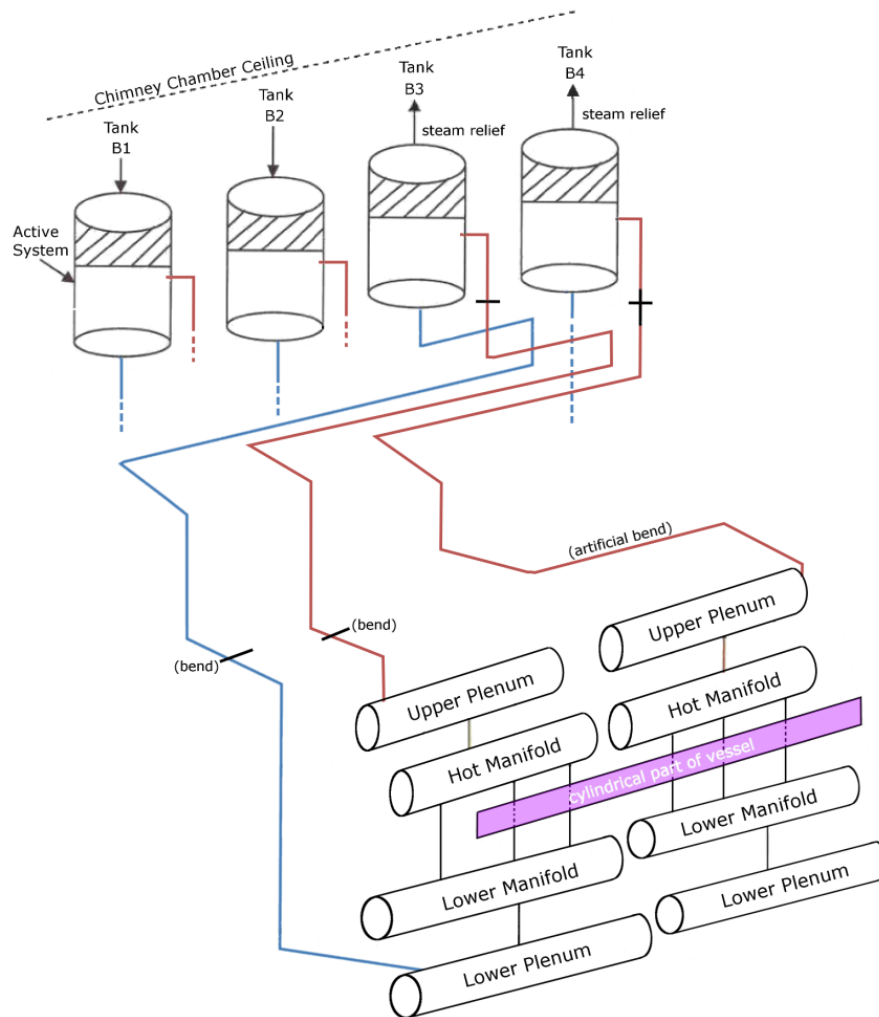 Chimney Chamber Ceiling
Tank
B1
Tank
B2
Tank
B3
steam relief
Tank
B4
steam relief
Active
System
(artificial bend)
(bend)
(bend)
Upper Plenum
Upper Plenum
Hot Manifold
Hot Manifold
cylindrical part of vessel
Lower Manifold
Lower Manifold
Lower Plenum
Lower Plenum